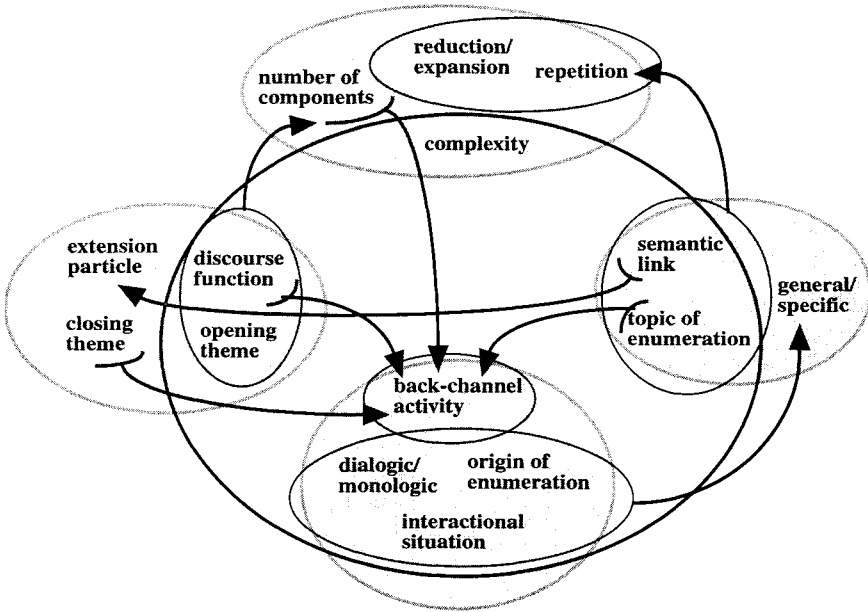 reduction/
expansion
repetition
number of
components
complexity
extension
particle
discourse
function
closing
theme
opening
theme
semantic
link
general/
specific
topic of
enumeration
back-channel
activity
dialogic/
monologic
origin of
enumeration
interactional
situation